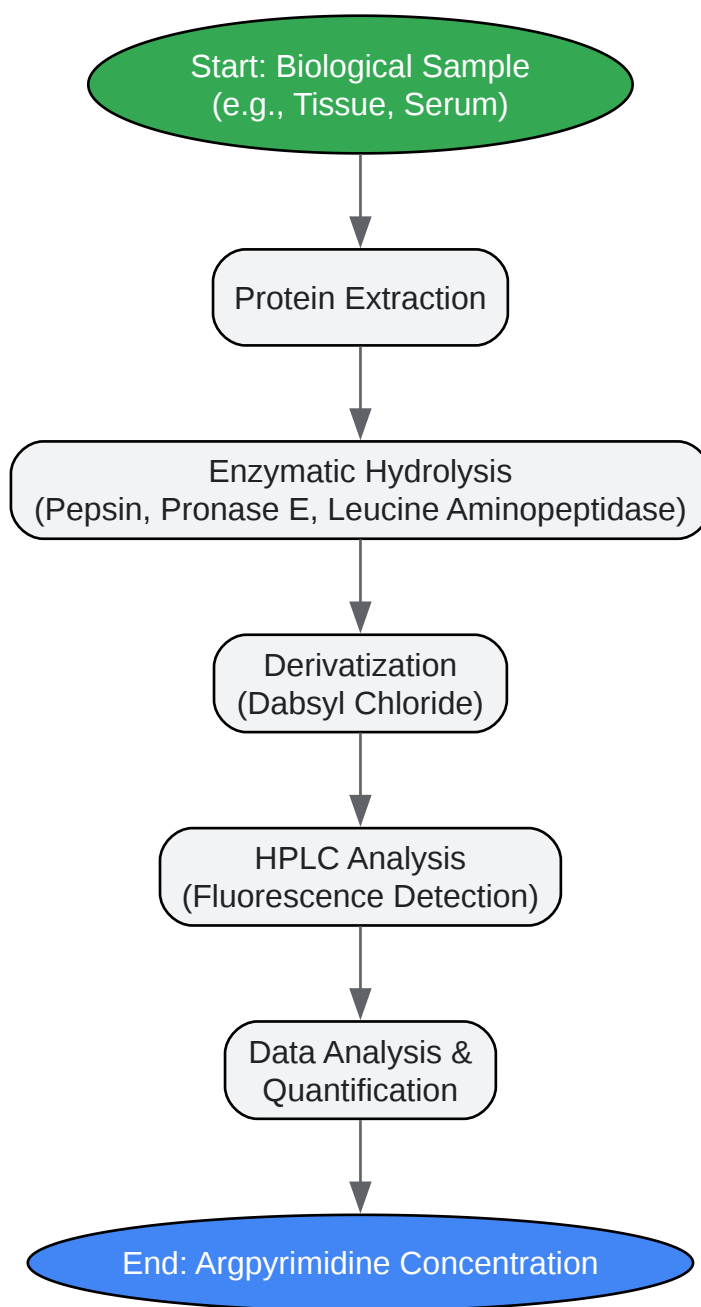 Start: Biological Sample
(e.g., Tissue, Serum)
Protein Extraction
Enzymatic Hydrolysis
(Pepsin, Pronase E, Leucine Aminopeptidase)
Derivatization
(Dabsyl Chloride)
HPLC Analysis
(Fluorescence Detection)
Data Analysis &
Quantification
End: Argpyrimidine Concentration